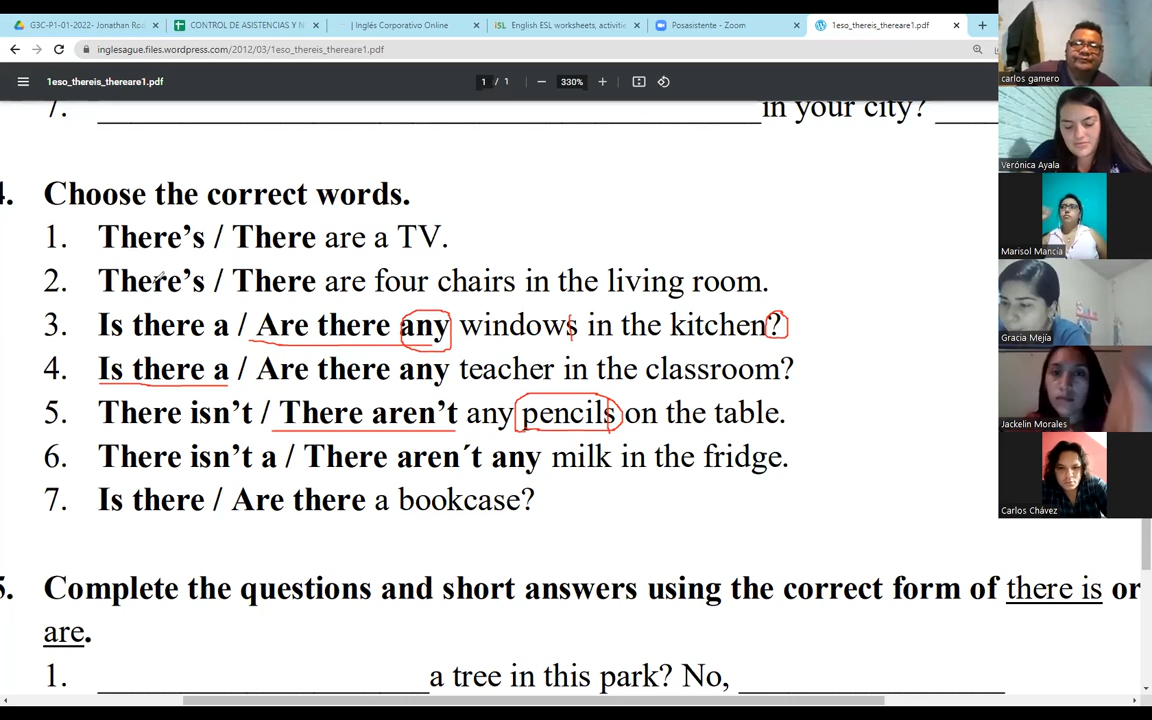 G3C-P1-01-2022- Jonathan Ro
CONTROL DE ASISTENCIAS Y N
| Inglés Corporativo Online
English ESL worksheets, activitie
Posasistente - Zoom
1eso_thereis_thereare1.pdf
inglesague.files.wordpress.com/2012/03/1eso_thereis_thereare1.pdf
1eso_thereis_thereare1.pdf
1 / 1
330%
7. ______ in your city? ______
4. Choose the correct words.
1. There's / There are a TV.
2. There's / There are four chairs in the living room.
3. Is there a / Are there any windows in the kitchen?
4. Is there a / Are there any teacher in the classroom?
5. There isn't / There aren't any pencils on the table.
6. There isn't a / There aren´t any milk in the fridge.
7. Is there / Are there a bookcase?
5. Complete the questions and short answers using the correct form of there is or
are.
1. ______ a tree in this park? No, ______
carlos gamero
Verónica Ayala
Marisol Mancia
Gracia Mejía
Jackelin Morales
Carlos Chávez